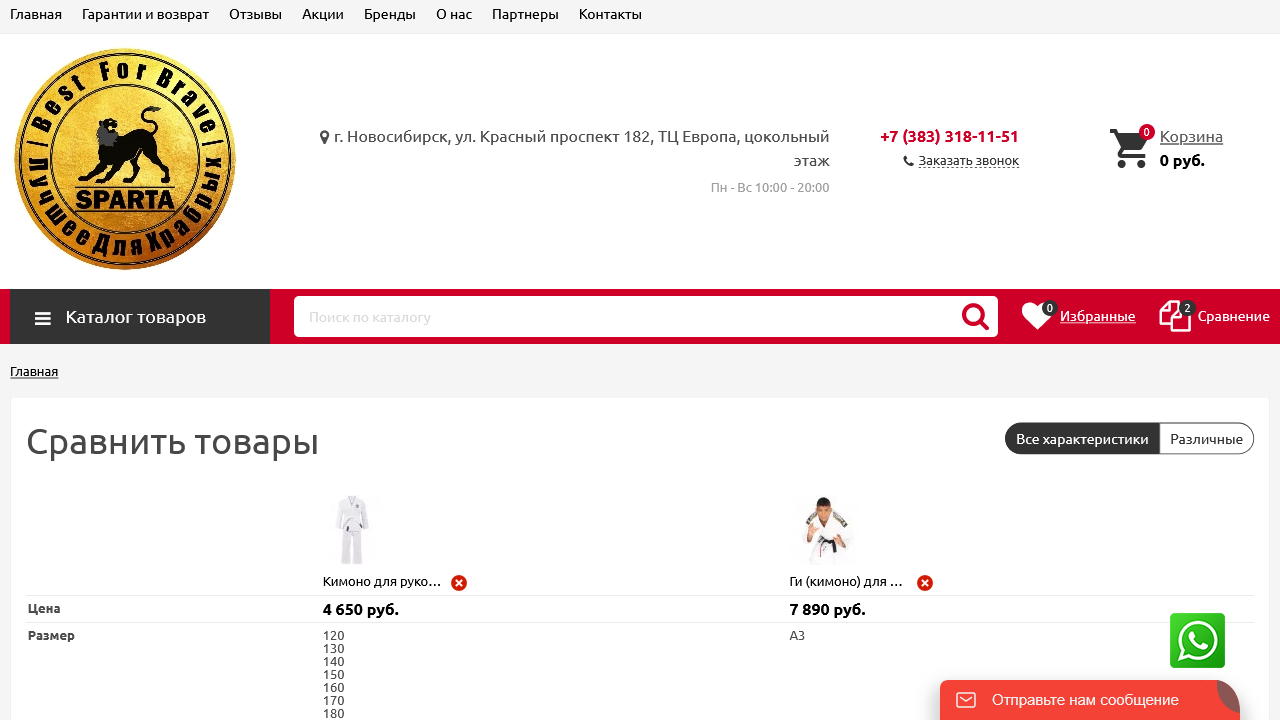 Главная Гарантии и возврат Отзывы Акции Бренды О нас Партнеры Контакты
| Best For Brave |
SPARTA
Лучшее Для Храбрых
г. Новосибирск, ул. Красный проспект 182, ТЦ Европа, цокольный
этаж
Пн - Вс 10:00 - 20:00
+7 (383) 318-11-51
Заказать звонок
0
Корзина
0 руб.
Каталог товаров
Поиск по каталогу
0
Избранные
2
Сравнение
Главная
Сравнить товары
Все характеристики Различные
Кимоно для руко... Ги (кимоно) для ...
Цена 4 650 руб. 7 890 руб.
Размер 120 A3
130
140
150
160
170
180
Отправьте нам сообщение